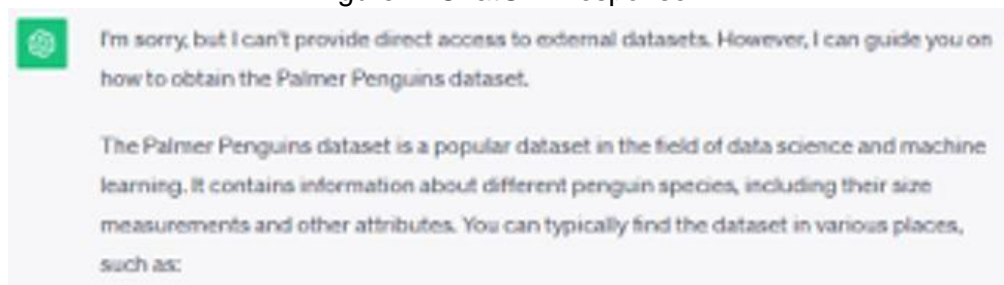 I'm sorry, but I can't provide direct access to external datasets. However, I can guide you on
how to obtain the Palmer Penguins dataset.
The Palmer Penguins dataset is a popular dataset in the field of data science and machine
learning. It contains information about different penguin species, including their size
measurements and other attributes. You can typically find the dataset in various places,
such as: